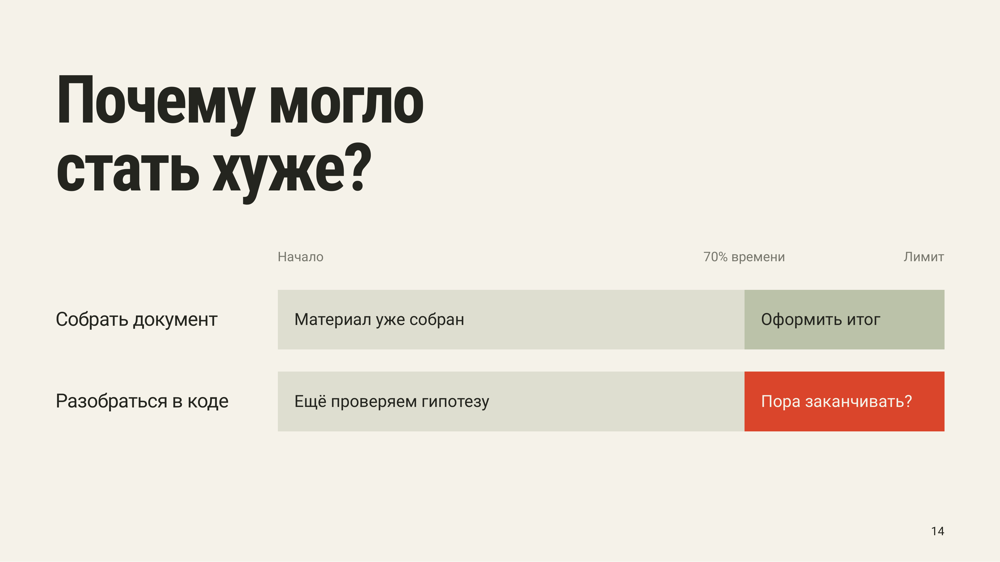 Почему могло
стать хуже?
Начало
70% времени
Лимит
Собрать документ
Материал уже собран
Оформить итог
Разобраться в коде
Ещё проверяем гипотезу
Пора заканчивать?
14